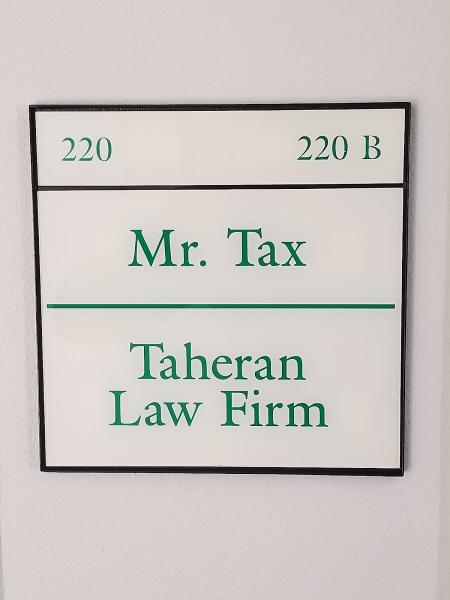 220 220 B
Mr. Tax
Taheran
Law Firm